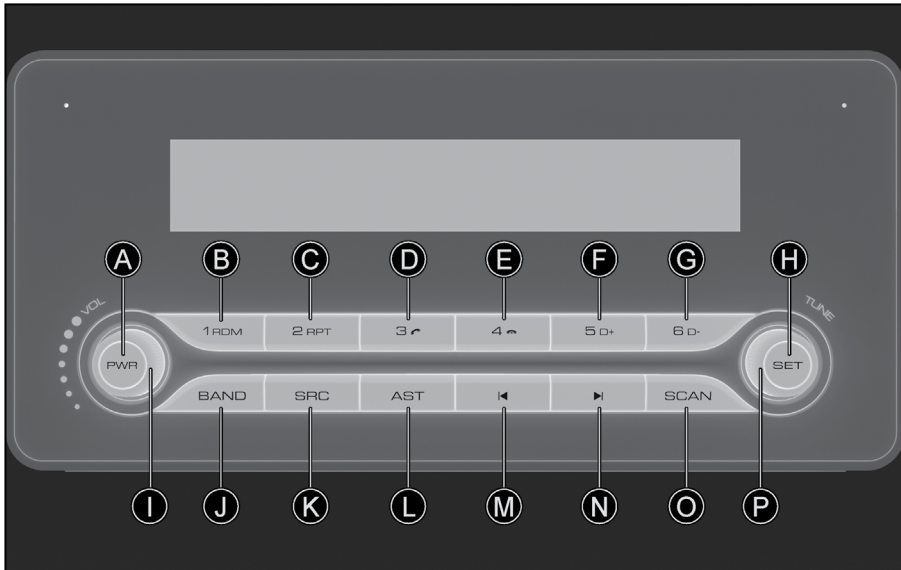 A B C D E F G H
VOL TUNE
1 RDM 2 RPT 3 4 5 D+ 6 D-
PWR SET
BAND SRC AST SCAN
I J K L M N O P